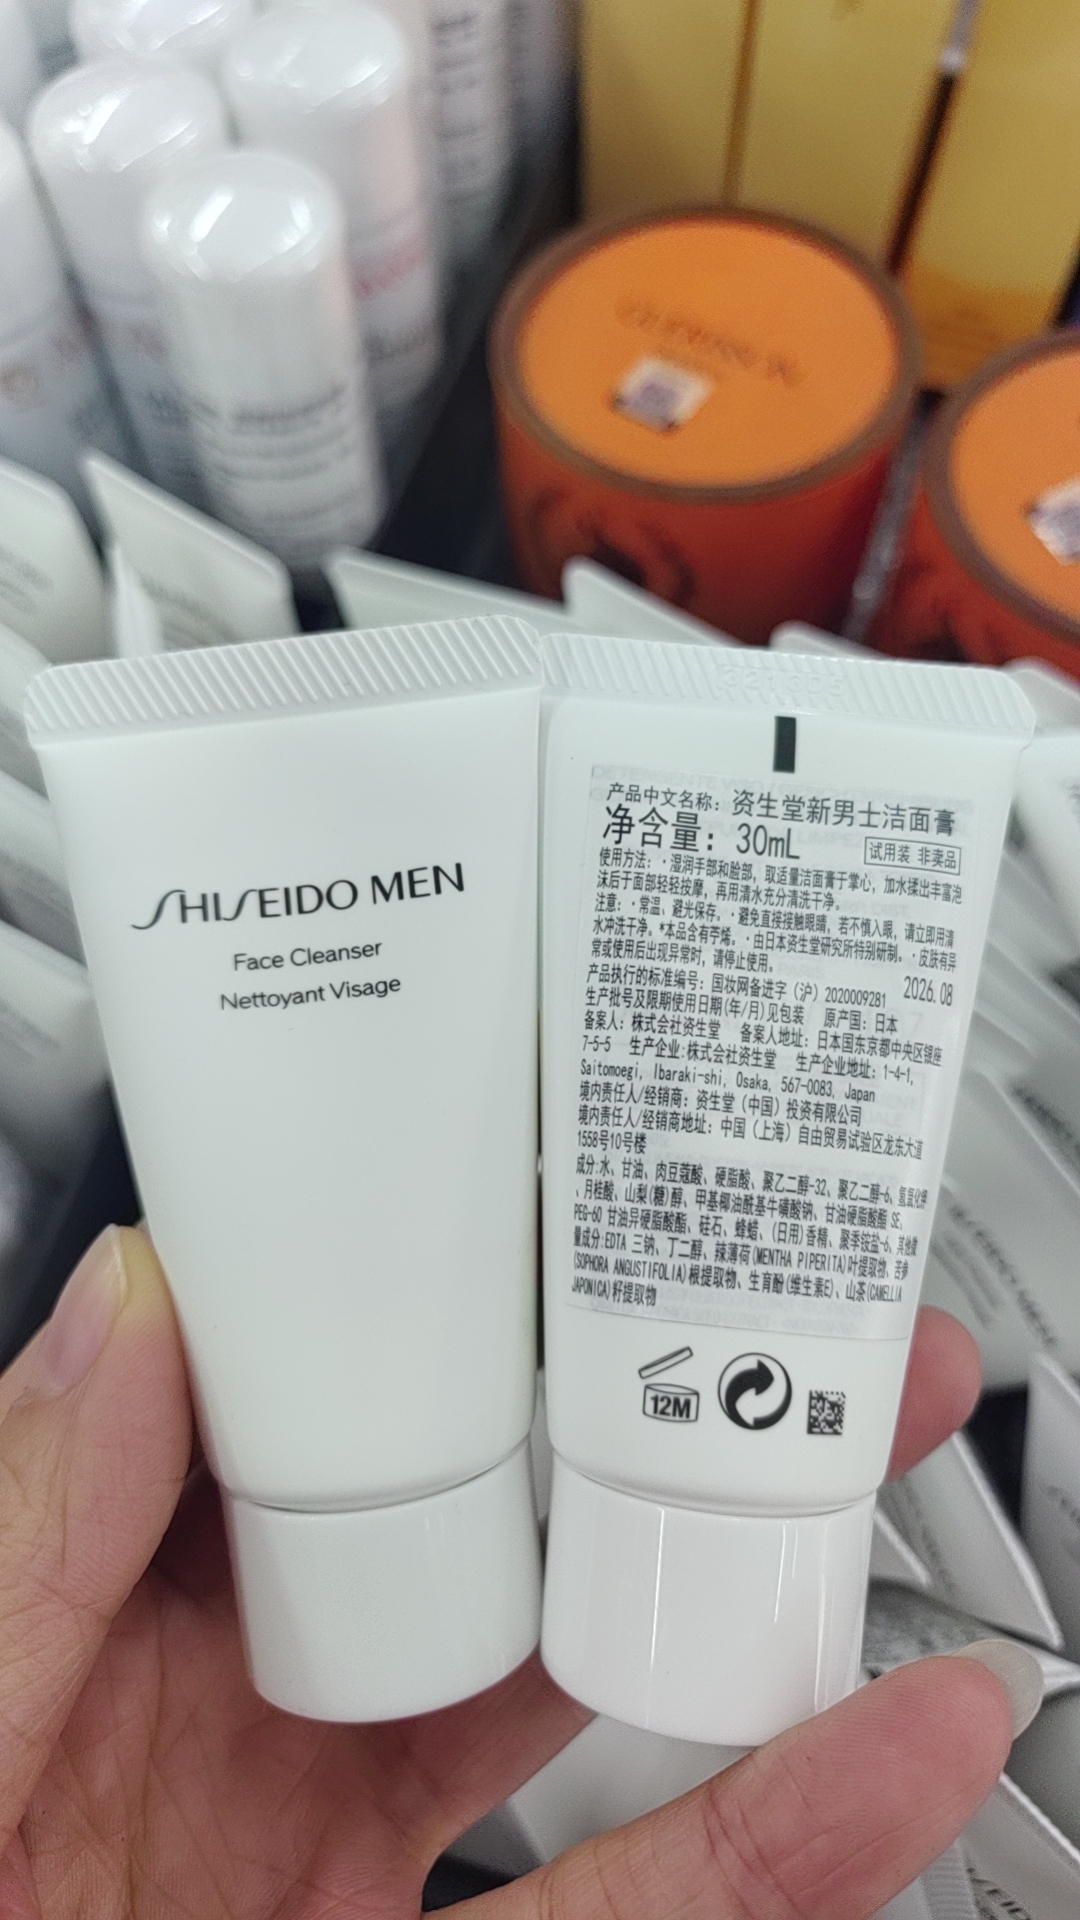 SHISEIDO MEN
Face Cleanser
Nettoyant Visage
产品中文名称：资生堂新男士洁面膏
净含量：30mL
试用装 非卖品
使用方法：·湿润手部和脸部，取适量洁面膏于掌心，加水揉出丰富泡
沫后于面部轻轻按摩，再用清水充分清洗干净。
注意：·常温、避光保存。·避免直接接触眼睛，若不慎入眼，请立即用清
水冲洗干净。*本品含有苧烯。·由日本资生堂研究所特别研制。·皮肤有异
常或使用后出现异常时，请停止使用。
产品执行的标准编号：国妆网备进字（沪）2020009281
2026.08
生产批号及限期使用日期(年/月)见包装 原产国：日本
备案人：株式会社资生堂 备案人地址：日本国东京都中央区银座
7-5-5 生产企业:株式会社资生堂 生产企业地址：1-4-1,
Saitomoegi, Ibaraki-shi, Osaka, 567-0083, Japan
境内责任人/经销商：资生堂（中国）投资有限公司
境内责任人/经销商地址：中国（上海）自由贸易试验区龙东大道
1558号10号楼
成分:水、甘油、肉豆蔻酸、硬脂酸、聚乙二醇-32、聚乙二醇-6、氢氧化钾
、月桂酸、山梨(糖)醇、甲基椰油酰基牛磺酸钠、甘油硬脂酸酯 SE、
PEG-60 甘油异硬脂酸酯、硅石、蜂蜡、(日用)香精、聚季铵盐-6、其他微
量成分:EDTA 三钠、丁二醇、辣薄荷(MENTHA PIPERITA)叶提取物、苦参
(SOPHORA ANGUSTIFOLIA)根提取物、生育酚(维生素E)、山茶(CAMELLIA
JAPONICA)籽提取物
12M